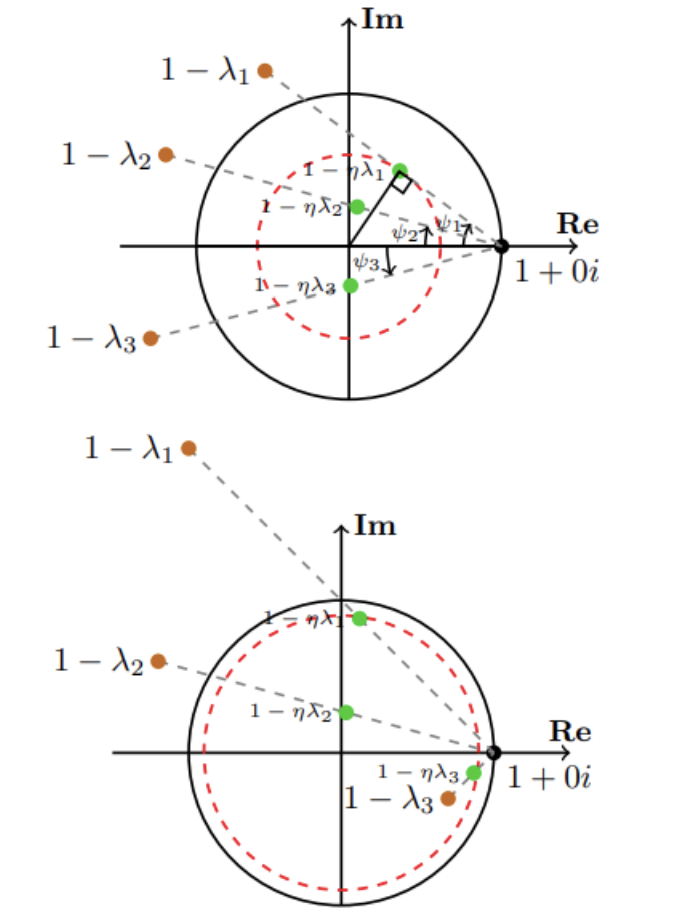 Im
1 − λ₁
1 − λ₂
1 − ηλ₁
1 − ηλ₂
ψ₂
ψ₁
Re
ψ₃
1 + 0i
1 − ηλ₃
1 − λ₃
1 − λ₁
Im
1 − ηλ₁
1 − λ₂
1 − ηλ₂
Re
1 − ηλ₃
1 + 0i
1 − λ₃